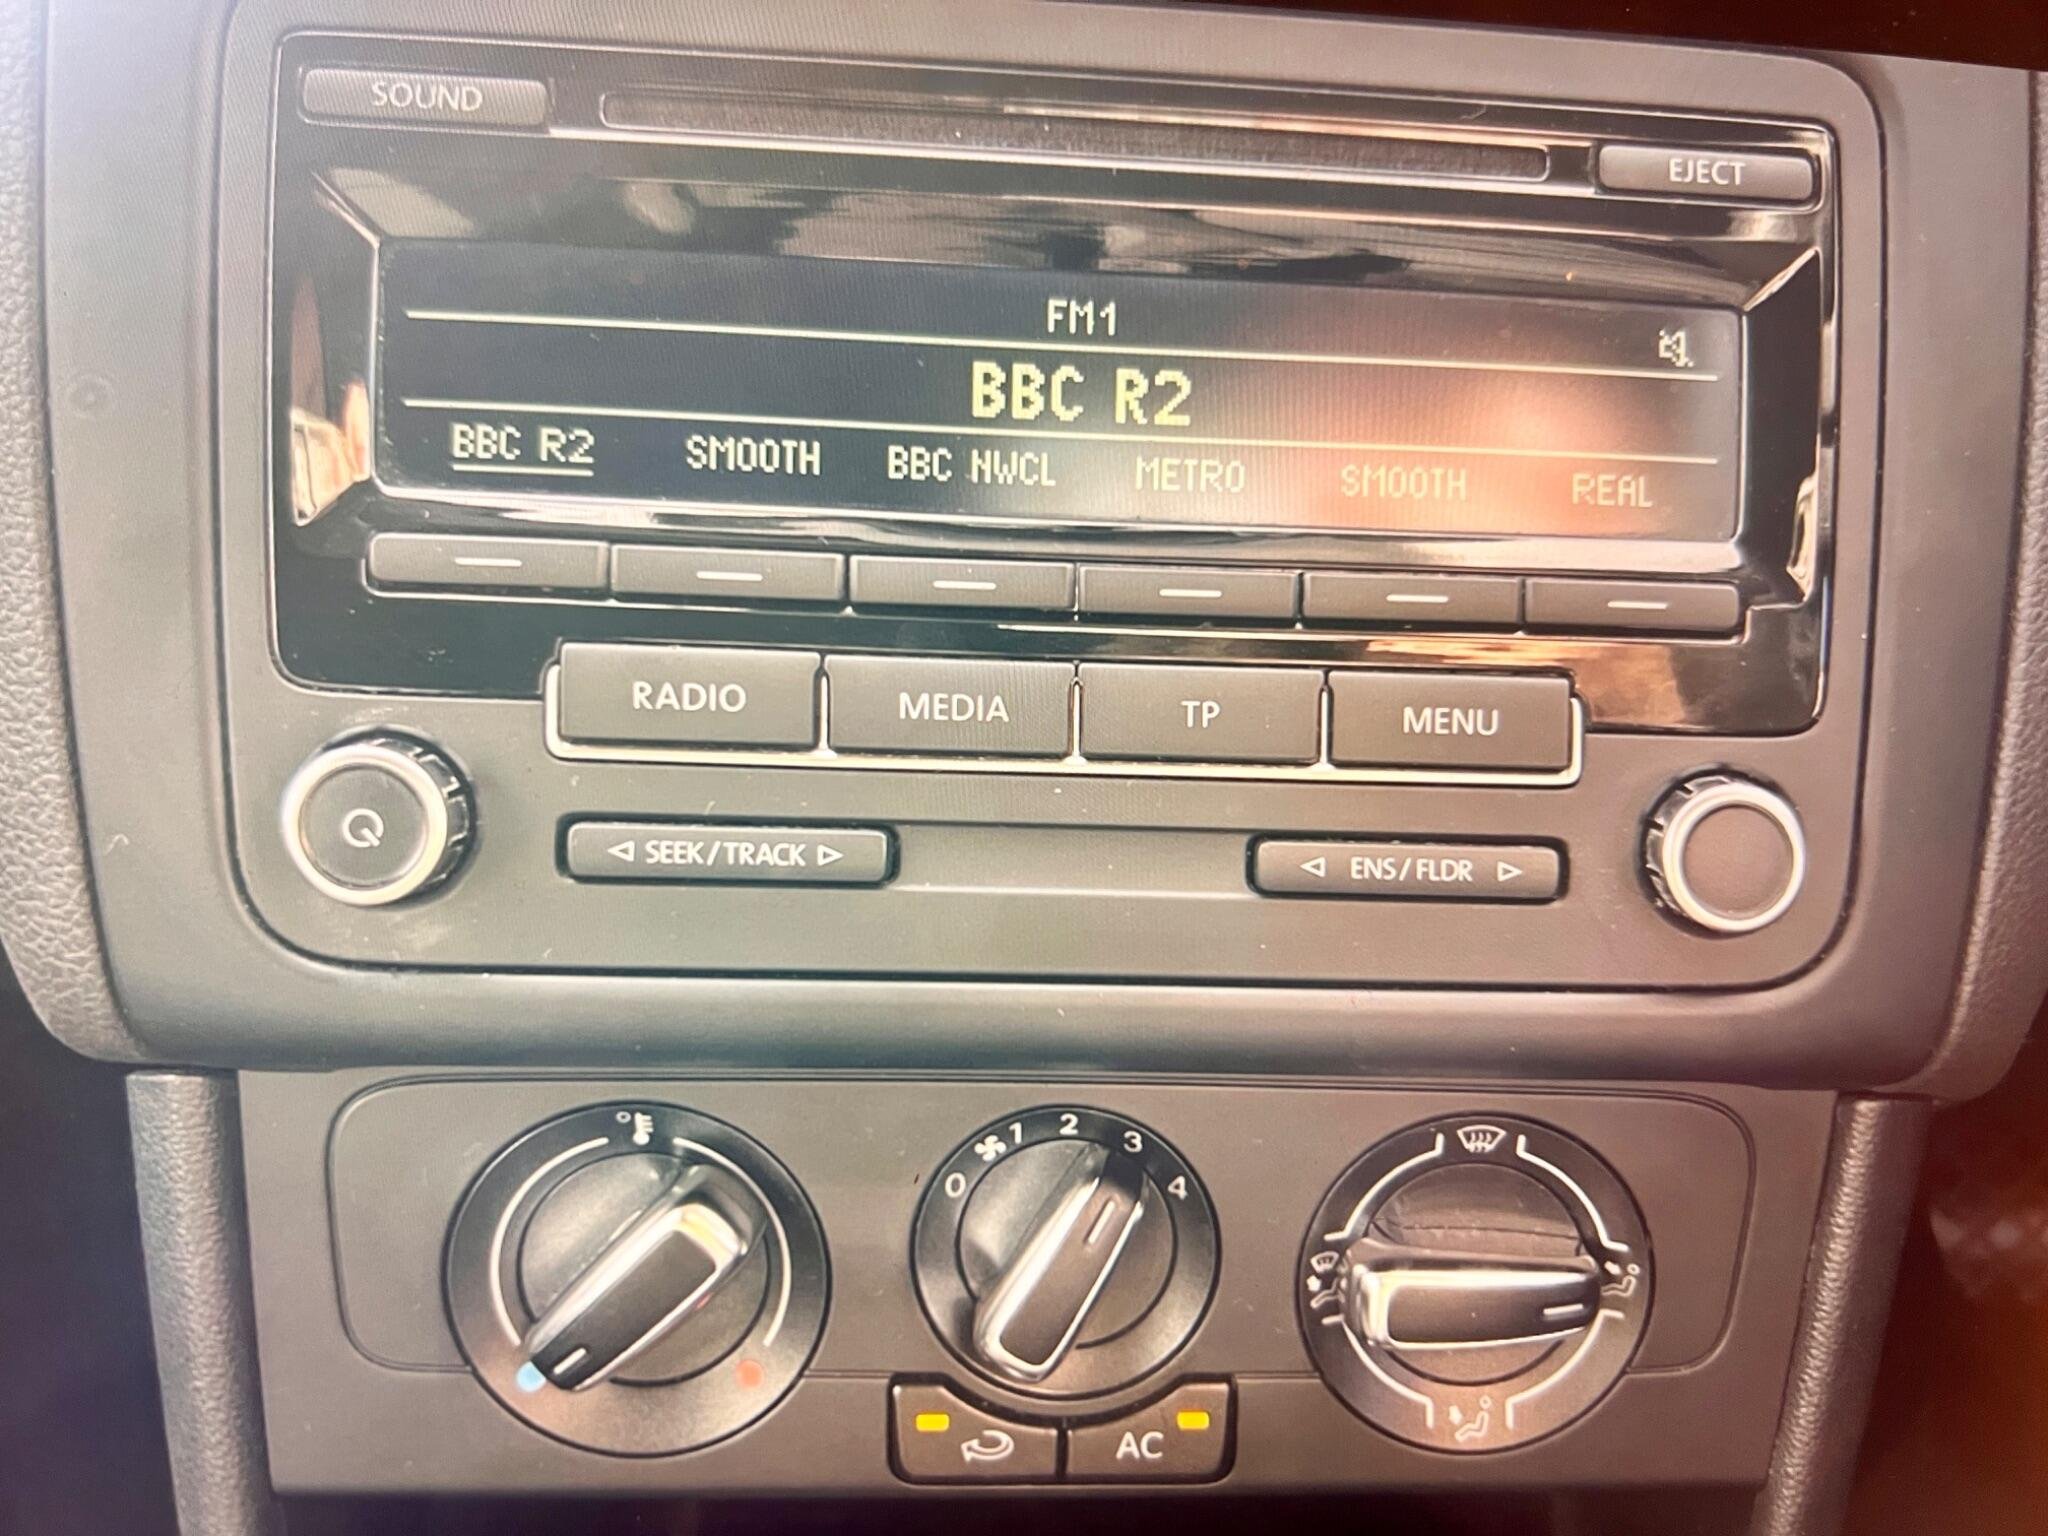 SOUND
EJECT
FM1
BBC R2
BBC R2 SMOOTH BBC NWCL METRO SMOOTH REAL
RADIO MEDIA TP MENU
SEEK/TRACK ENS/FLDR
0 1 2 3 4
AC